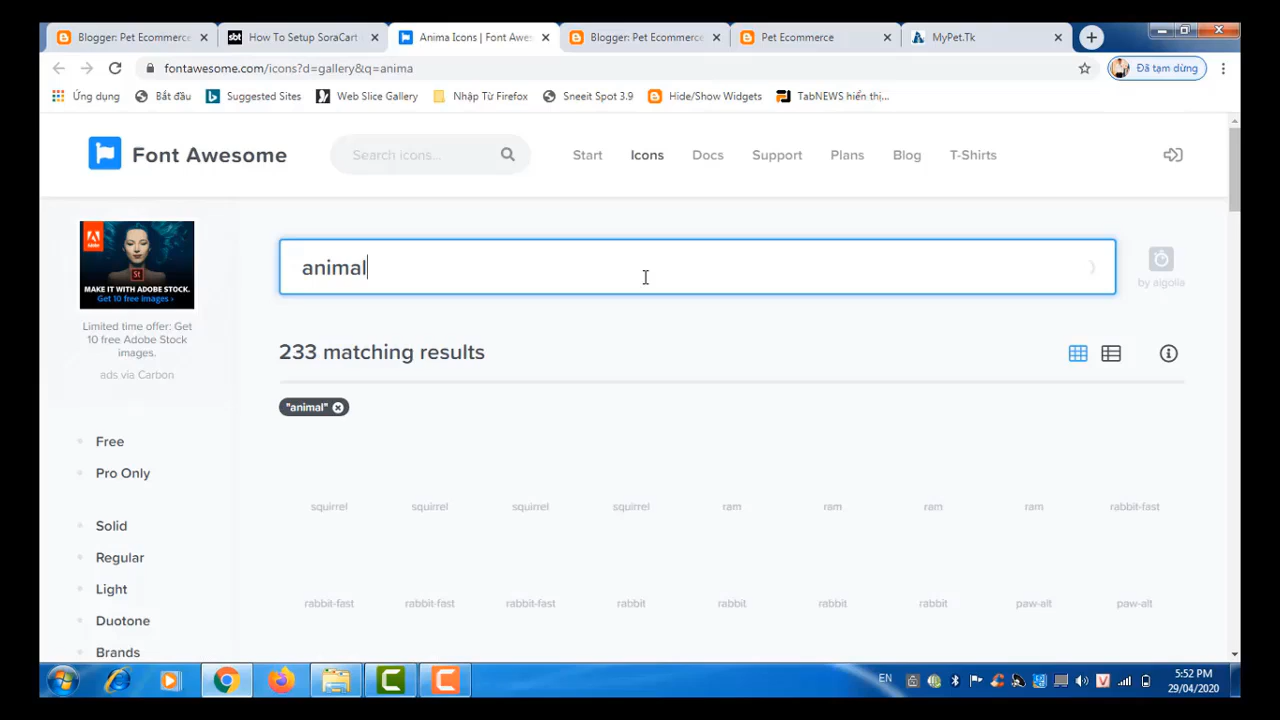 Blogger: Pet Ecommerce
How To Setup SoraCart
Anima Icons | Font Awes
Blogger: Pet Ecommerce
Pet Ecommerce
MyPet.Tk
fontawesome.com/icons?d=gallery&q=anima
Đã tạm dừng
Ứng dụng
Bắt đầu
Suggested Sites
Web Slice Gallery
Nhập Từ Firefox
Sneeit Spot 3.9
Hide/Show Widgets
TabNEWS hiển thị...
Font Awesome
Search icons...
Start
Icons
Docs
Support
Plans
Blog
T-Shirts
St
MAKE IT WITH ADOBE STOCK.
Get 10 free images ›
Limited time offer: Get
10 free Adobe Stock
images.
ads via Carbon
animal
by algolia
233 matching results
"animal"
Free
Pro Only
Solid
Regular
Light
Duotone
Brands
squirrel squirrel squirrel squirrel ram ram ram ram rabbit-fast
rabbit-fast rabbit-fast rabbit-fast rabbit rabbit rabbit rabbit paw-alt paw-alt
EN
5:52 PM
29/04/2020